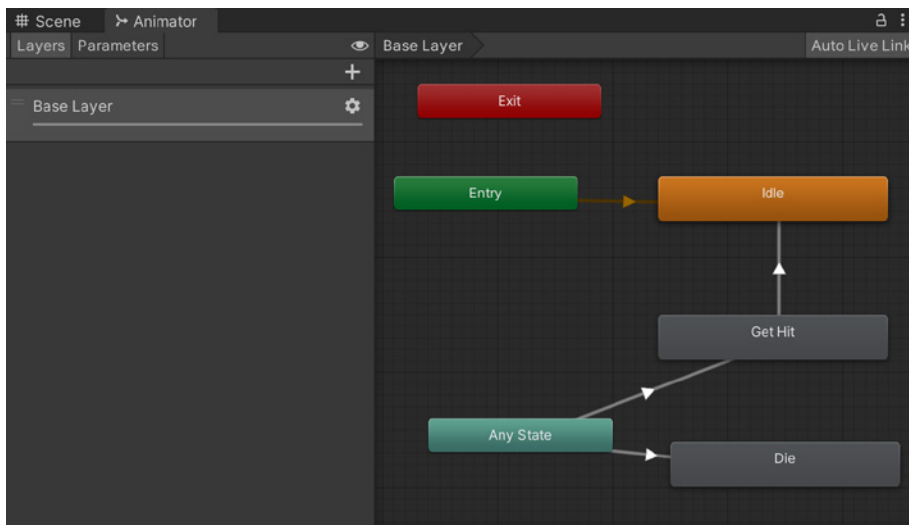 Scene
Animator
Layers Parameters
Base Layer
Auto Live Link
Base Layer
Exit
Entry
Idle
Get Hit
Any State
Die